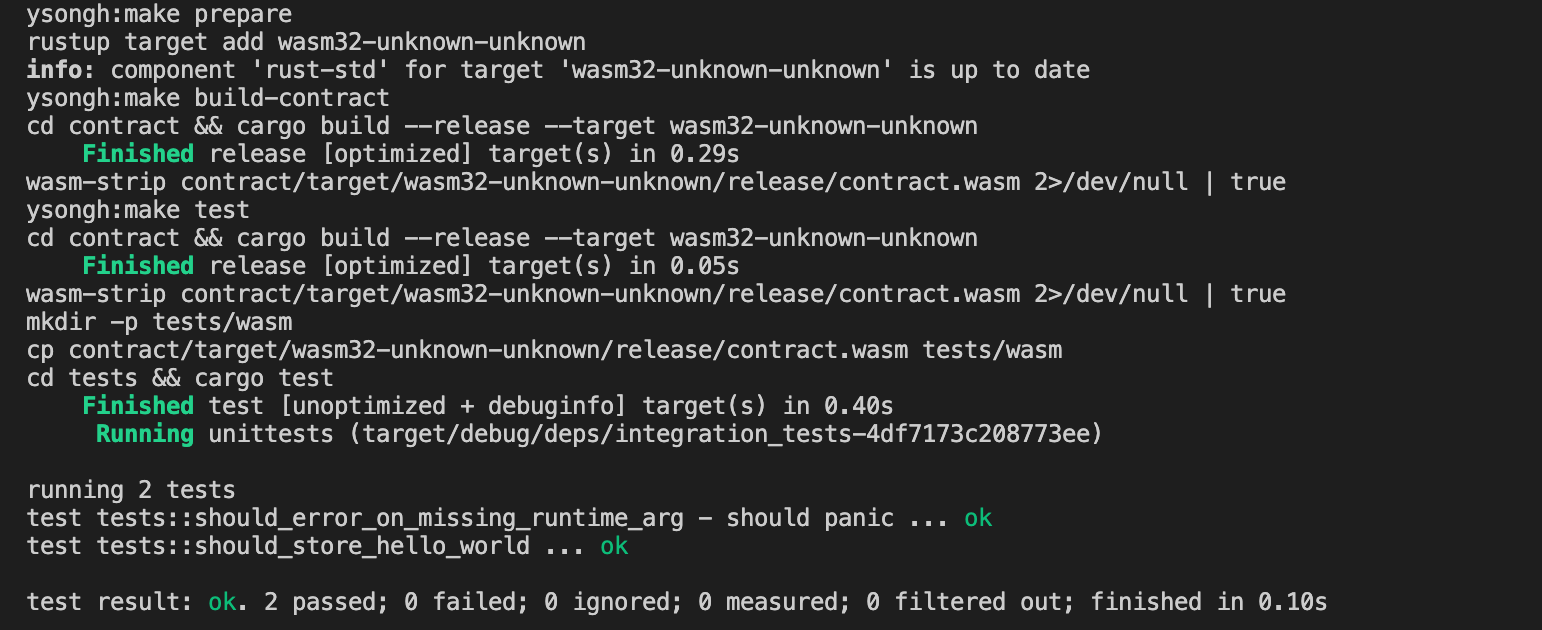 ysongh:make prepare
rustup target add wasm32-unknown-unknown
info: component 'rust-std' for target 'wasm32-unknown-unknown' is up to date
ysongh:make build-contract
cd contract && cargo build --release --target wasm32-unknown-unknown
    Finished release [optimized] target(s) in 0.29s
wasm-strip contract/target/wasm32-unknown-unknown/release/contract.wasm 2>/dev/null | true
ysongh:make test
cd contract && cargo build --release --target wasm32-unknown-unknown
    Finished release [optimized] target(s) in 0.05s
wasm-strip contract/target/wasm32-unknown-unknown/release/contract.wasm 2>/dev/null | true
mkdir -p tests/wasm
cp contract/target/wasm32-unknown-unknown/release/contract.wasm tests/wasm
cd tests && cargo test
    Finished test [unoptimized + debuginfo] target(s) in 0.40s
     Running unittests (target/debug/deps/integration_tests-4df7173c208773ee)

running 2 tests
test tests::should_error_on_missing_runtime_arg - should panic ... ok
test tests::should_store_hello_world ... ok

test result: ok. 2 passed; 0 failed; 0 ignored; 0 measured; 0 filtered out; finished in 0.10s